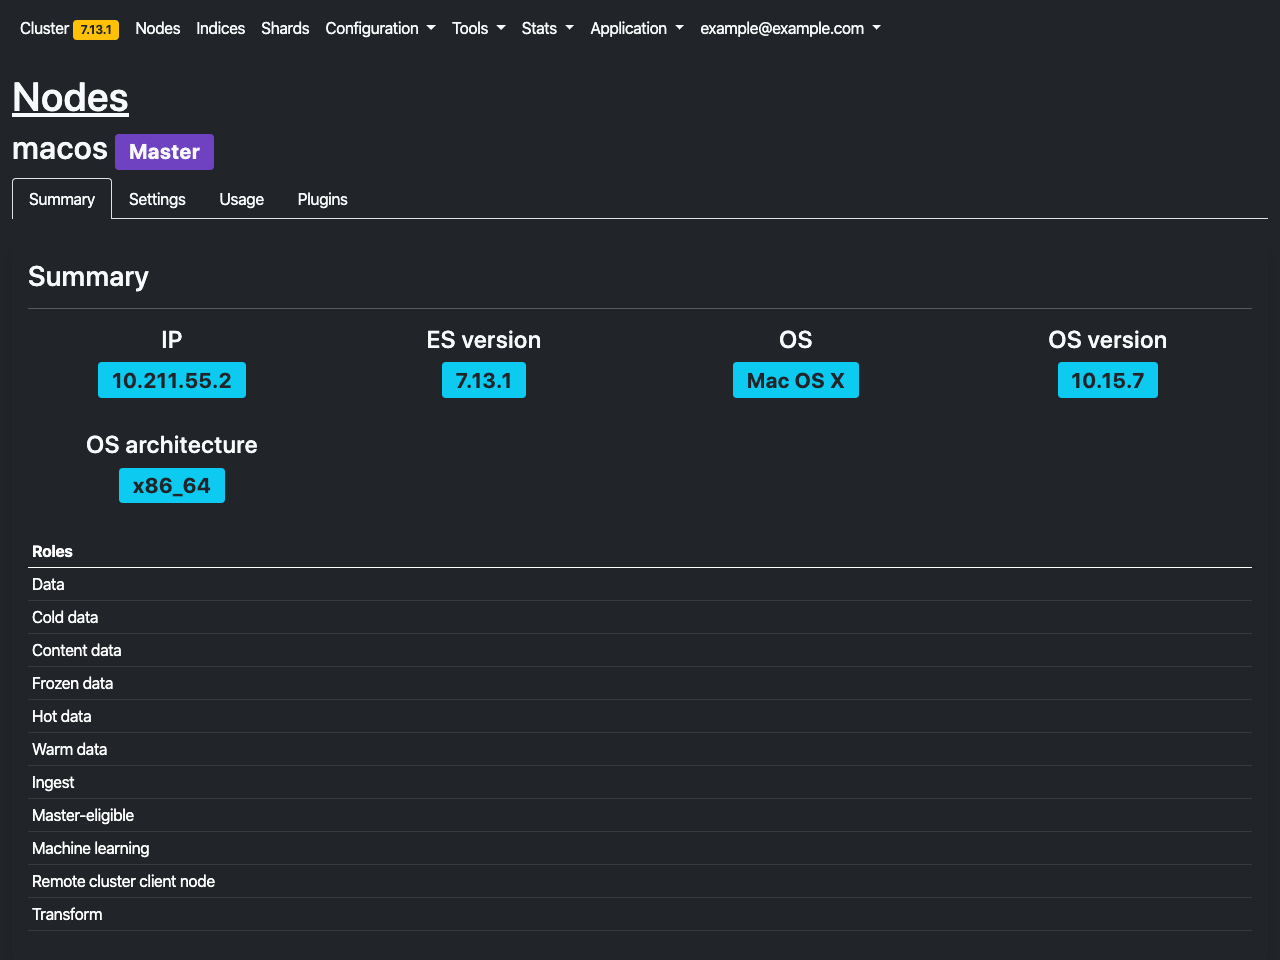 Cluster 7.13.1 Nodes Indices Shards Configuration Tools Stats Application example@example.com
Nodes
macos Master
Summary Settings Usage Plugins
Summary
IP ES version OS OS version
10.211.55.2 7.13.1 Mac OS X 10.15.7
OS architecture
x86_64
Roles
Data
Cold data
Content data
Frozen data
Hot data
Warm data
Ingest
Master-eligible
Machine learning
Remote cluster client node
Transform